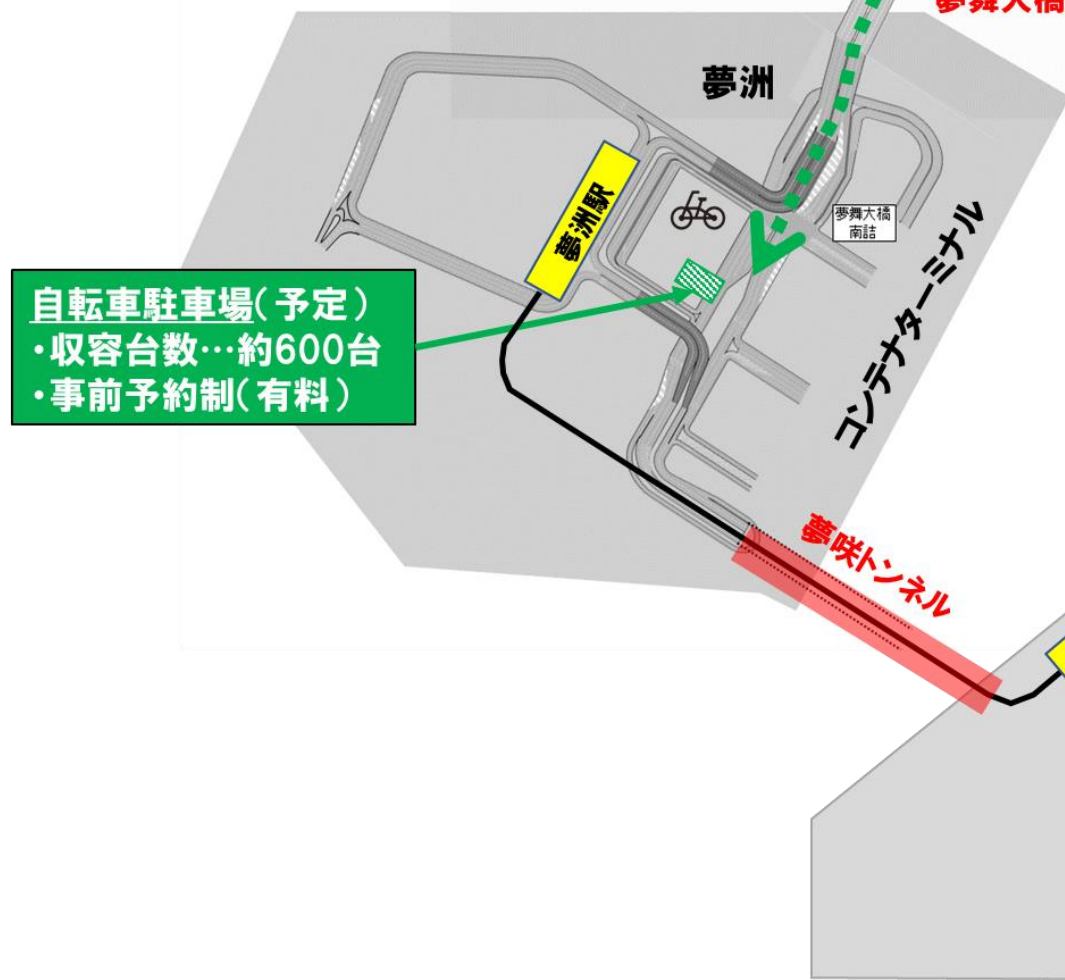 夢舞大橋
夢洲
夢洲駅
夢舞大橋
南詰
コンテナターミナル
自転車駐車場(予定)
・収容台数…約600台
・事前予約制(有料)
夢咲トンネル